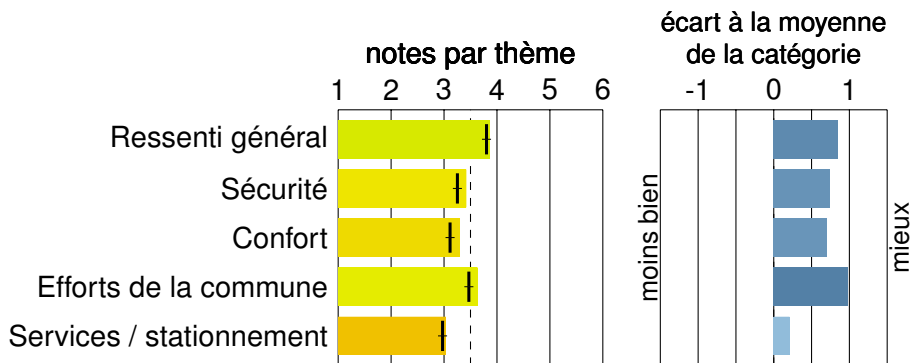 notes par thème
écart à la moyenne
de la catégorie
1 2 3 4 5 6
-1 0 1
Ressenti général
Sécurité
Confort
Efforts de la commune
Services / stationnement
moins bien
mieux